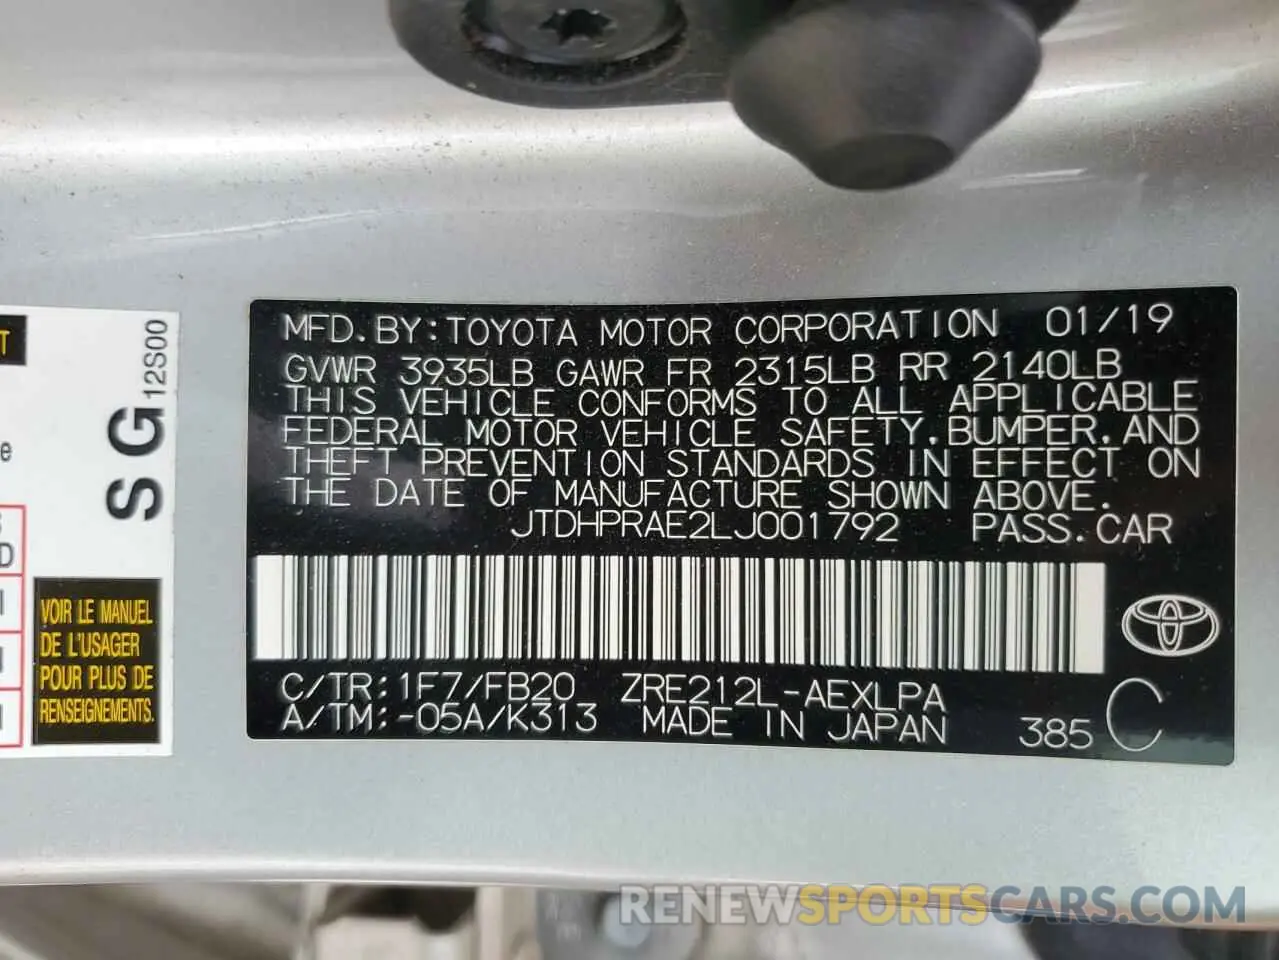 MFD.BY:TOYOTA MOTOR CORPORATION 01/19
GVWR 3935LB GAWR FR 2315LB RR 2140LB
THIS VEHICLE CONFORMS TO ALL APPLICABLE
FEDERAL MOTOR VEHICLE SAFETY,BUMPER,AND
THEFT PREVENTION STANDARDS IN EFFECT ON
THE DATE OF MANUFACTURE SHOWN ABOVE.
JTDHPRAE2LJ001792 PASS.CAR
C/TR:1F7/FB20 ZRE212L-AEXLPA
A/TM:-05A/K313 MADE IN JAPAN 385 C
SG 12S00
VOIR LE MANUEL
DE L'USAGER
POUR PLUS DE
RENSEIGNEMENTS.
RENEWSPORTSCARS.COM